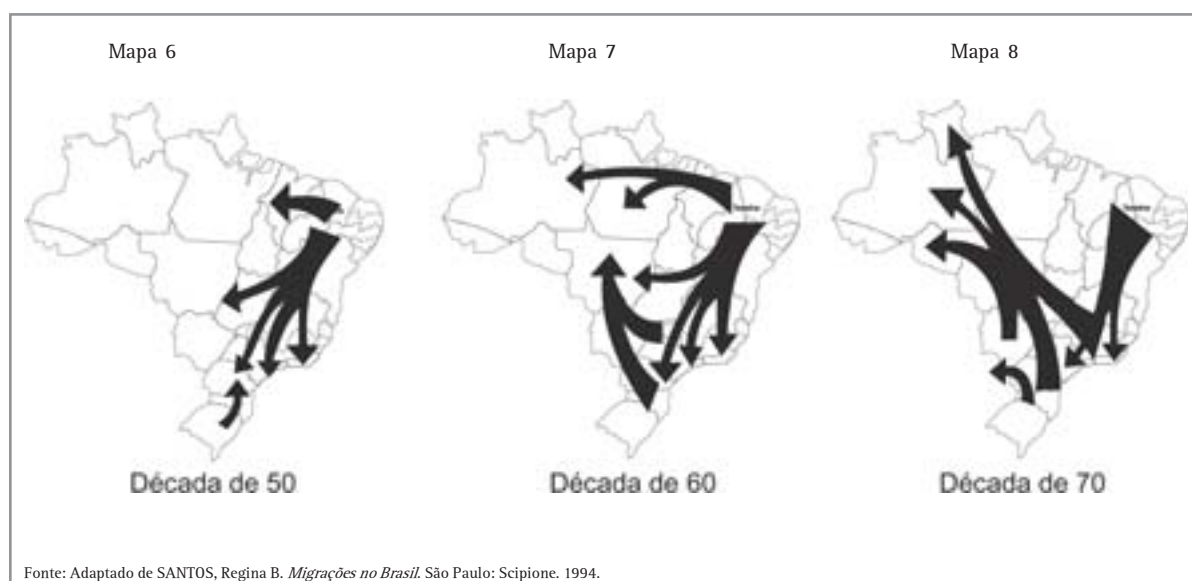 Mapa 6
Mapa 7
Mapa 8
Década de 50
Década de 60
Década de 70
Fonte: Adaptado de SANTOS, Regina B. Migrações no Brasil. São Paulo: Scipione. 1994.